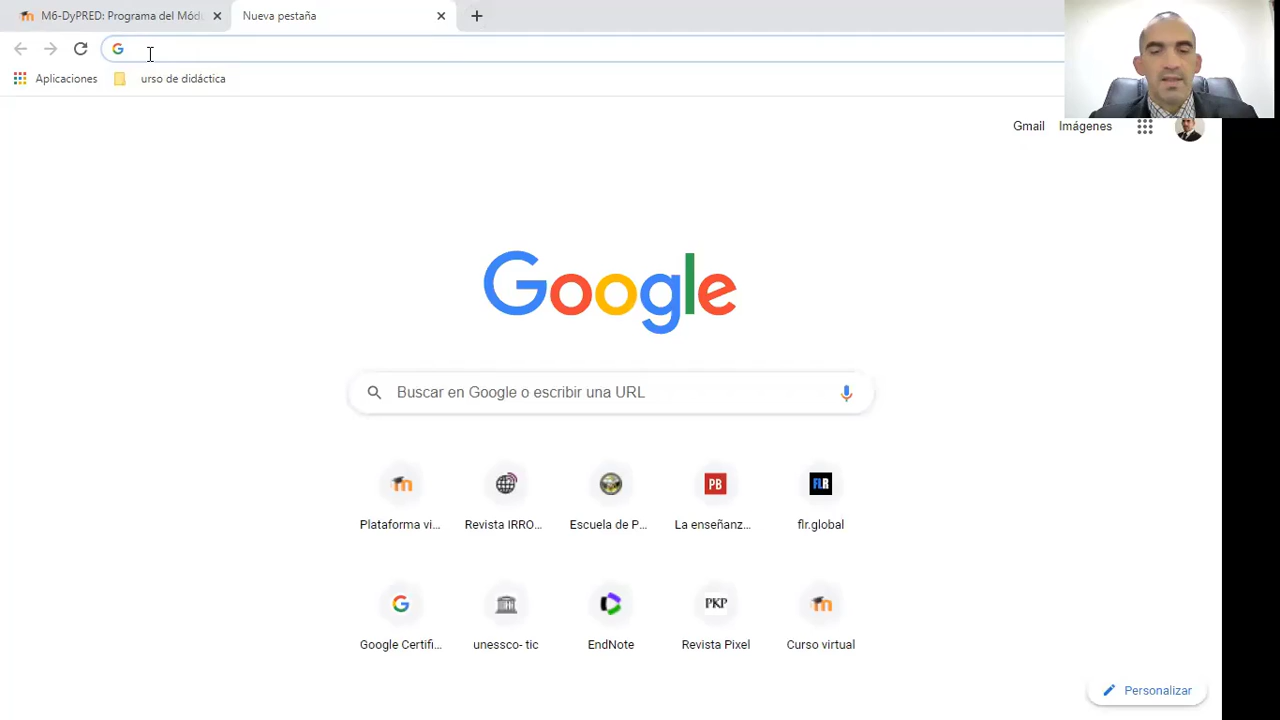 M6-DyPRED: Programa del Módu
Nueva pestaña
Aplicaciones
urso de didáctica
Gmail
Imágenes
Google
Buscar en Google o escribir una URL
Plataforma vi...
Revista IRRO...
Escuela de P...
La enseñanz...
flr.global
PB
FLR
Google Certifi...
unessco- tic
EndNote
Revista Pixel
Curso virtual
PKP
Personalizar